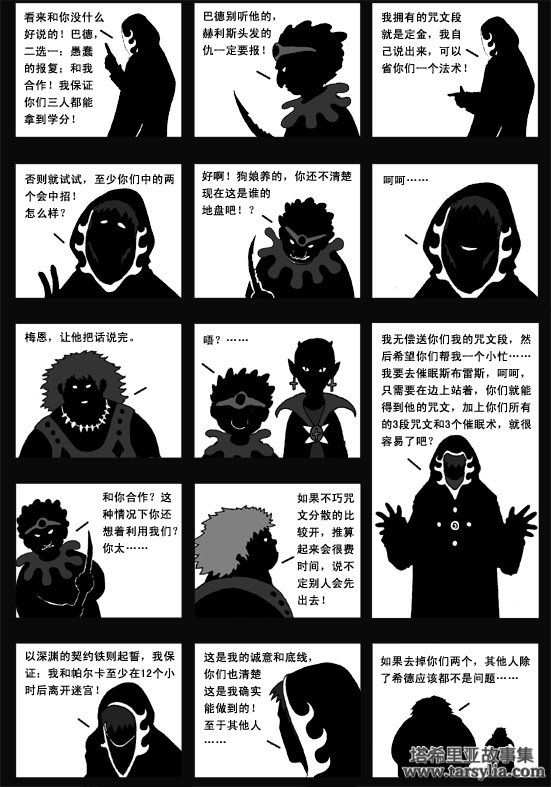 看来和你没什么
好说的！巴德，
二选一：愚蠢
的报复；和我
合作！我保证
你们三人都能
拿到学分！
巴德别听他的，
赫利斯头发的
仇一定要报！
我拥有的咒文段
就是定金，我自
己说出来，可以
省你们一个法术！
否则就试试，至少你们中的两
个会中招！
怎么样？
好啊！狗娘养的，你还不清楚
现在这是谁的
地盘吧！？
呵呵……
梅恩，让他把话说完。
唔？……
我无偿送你们我的咒文段，然
后希望你们帮我一个小忙……
我要去催眠斯布雷斯，呵呵，
只需要在边上站着，你们就能
得到他的咒文，加上你们所有
的3段咒文和3个催眠术，就很
容易了吧？
和你合作？这
种情况下你还
想着利用我们？
你太……
如果不巧咒
文分散的比
较开，推算
起来会很费
时间，说不
定别人会先
出去！
以深渊的契约铁则起誓，我保
证：我和帕尔卡至少在12个小
时后离开迷宫！
这是我的诚意和底线，
你们也清楚
这是我确实
能做到的！
至于其他人
……
如果去掉你们两个，其他人除
了希德应该都不是问题……
塔希里亚故事集
www.tarsylia.com